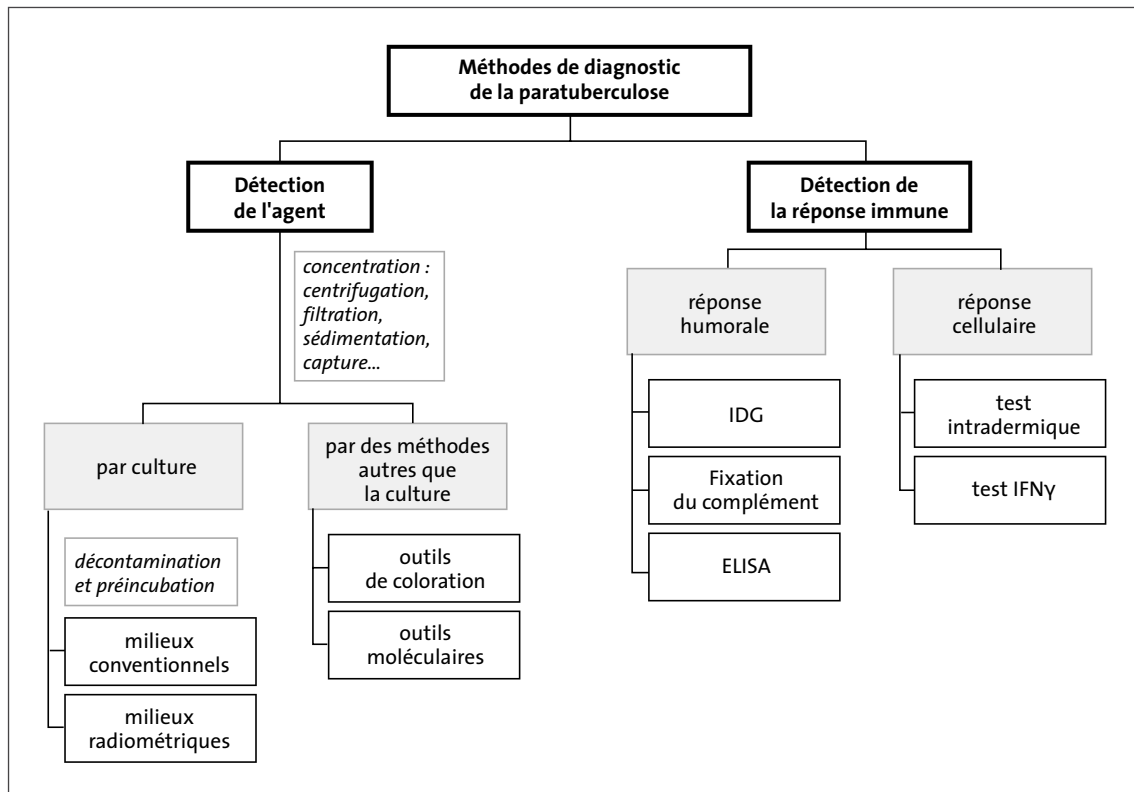 Méthodes de diagnostic
de la paratuberculose
Détection
de l'agent
concentration :
centrifugation,
filtration,
sédimentation,
capture...
par culture
décontamination
et préincubation
milieux
conventionnels
milieux
radiométriques
par des méthodes
autres que
la culture
outils
de coloration
outils
moléculaires
Détection de
la réponse immune
réponse
humorale
IDG
Fixation
du complément
ELISA
réponse
cellulaire
test
intradermique
test IFNγ